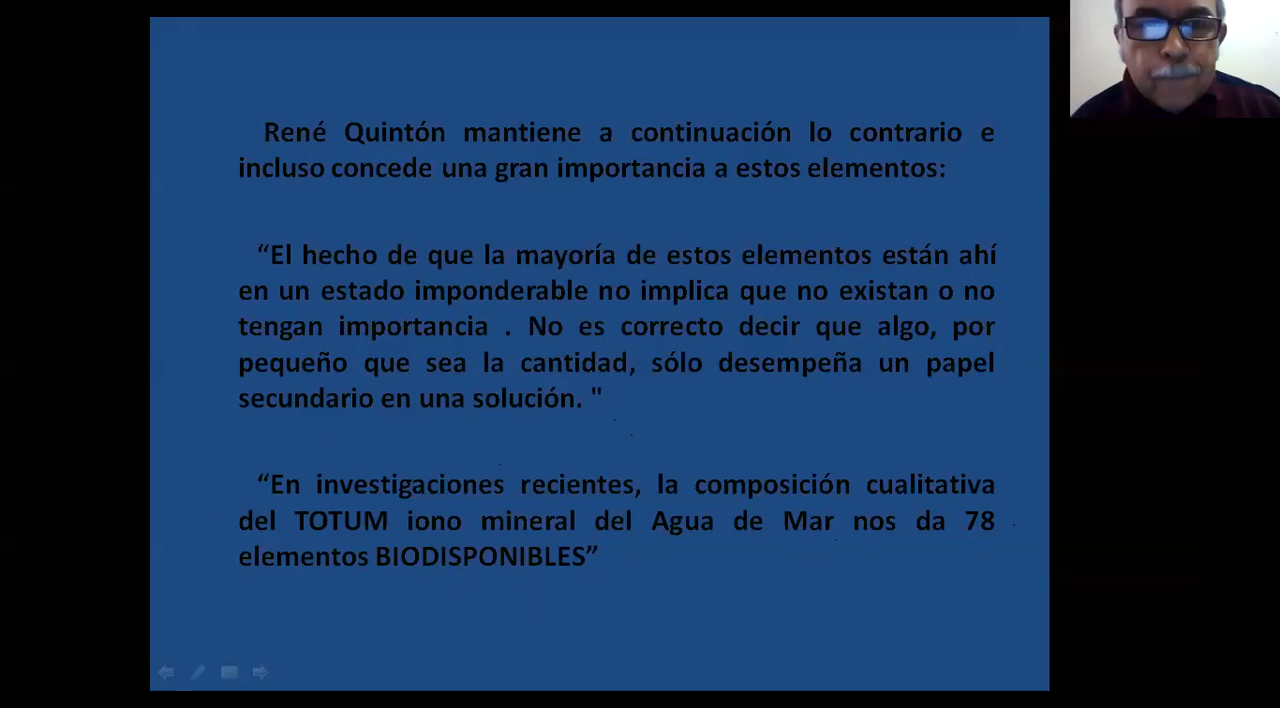 René Quintón mantiene a continuación lo contrario e
incluso concede una gran importancia a estos elementos:
“El hecho de que la mayoría de estos elementos están ahí
en un estado imponderable no implica que no existan o no
tengan importancia . No es correcto decir que algo, por
pequeño que sea la cantidad, sólo desempeña un papel
secundario en una solución. "
“En investigaciones recientes, la composición cualitativa
del TOTUM iono mineral del Agua de Mar nos da 78
elementos BIODISPONIBLES”